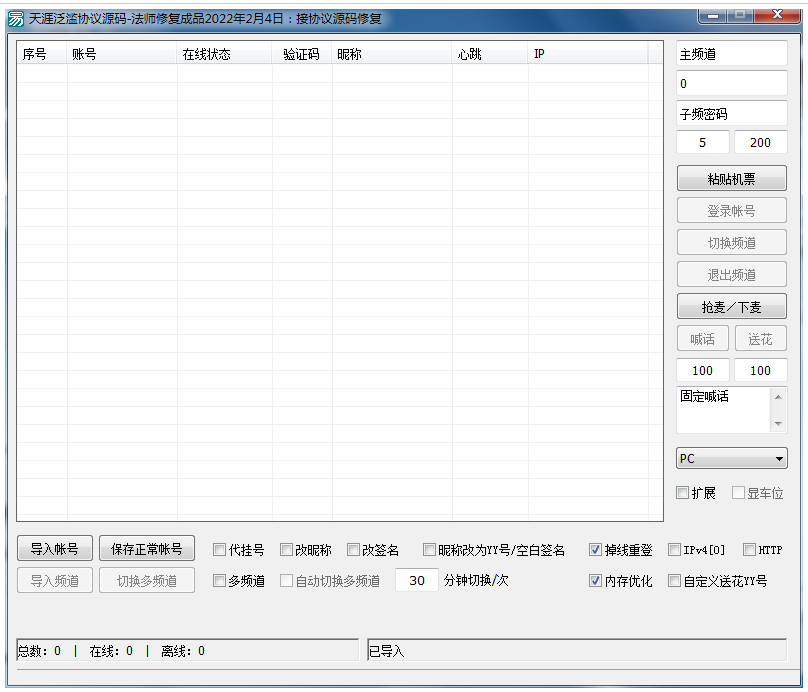 天涯泛滥协议源码-法师修复成品2022年2月4日：接协议源码修复
序号 账号 在线状态 验证码 昵称 心跳 IP
主频道
0
子频密码
5 200
粘贴机票
登录帐号
切换频道
退出频道
抢麦／下麦
喊话 送花
100 100
固定喊话
PC
扩展 显车位
导入帐号 保存正常帐号 代挂号 改昵称 改签名 昵称改为YY号/空白签名 掉线重登 IPv4[0] HTTP
导入频道 切换多频道 多频道 自动切换多频道 30 分钟切换/次 内存优化 自定义送花YY号
总数：0 | 在线：0 | 离线：0 已导入